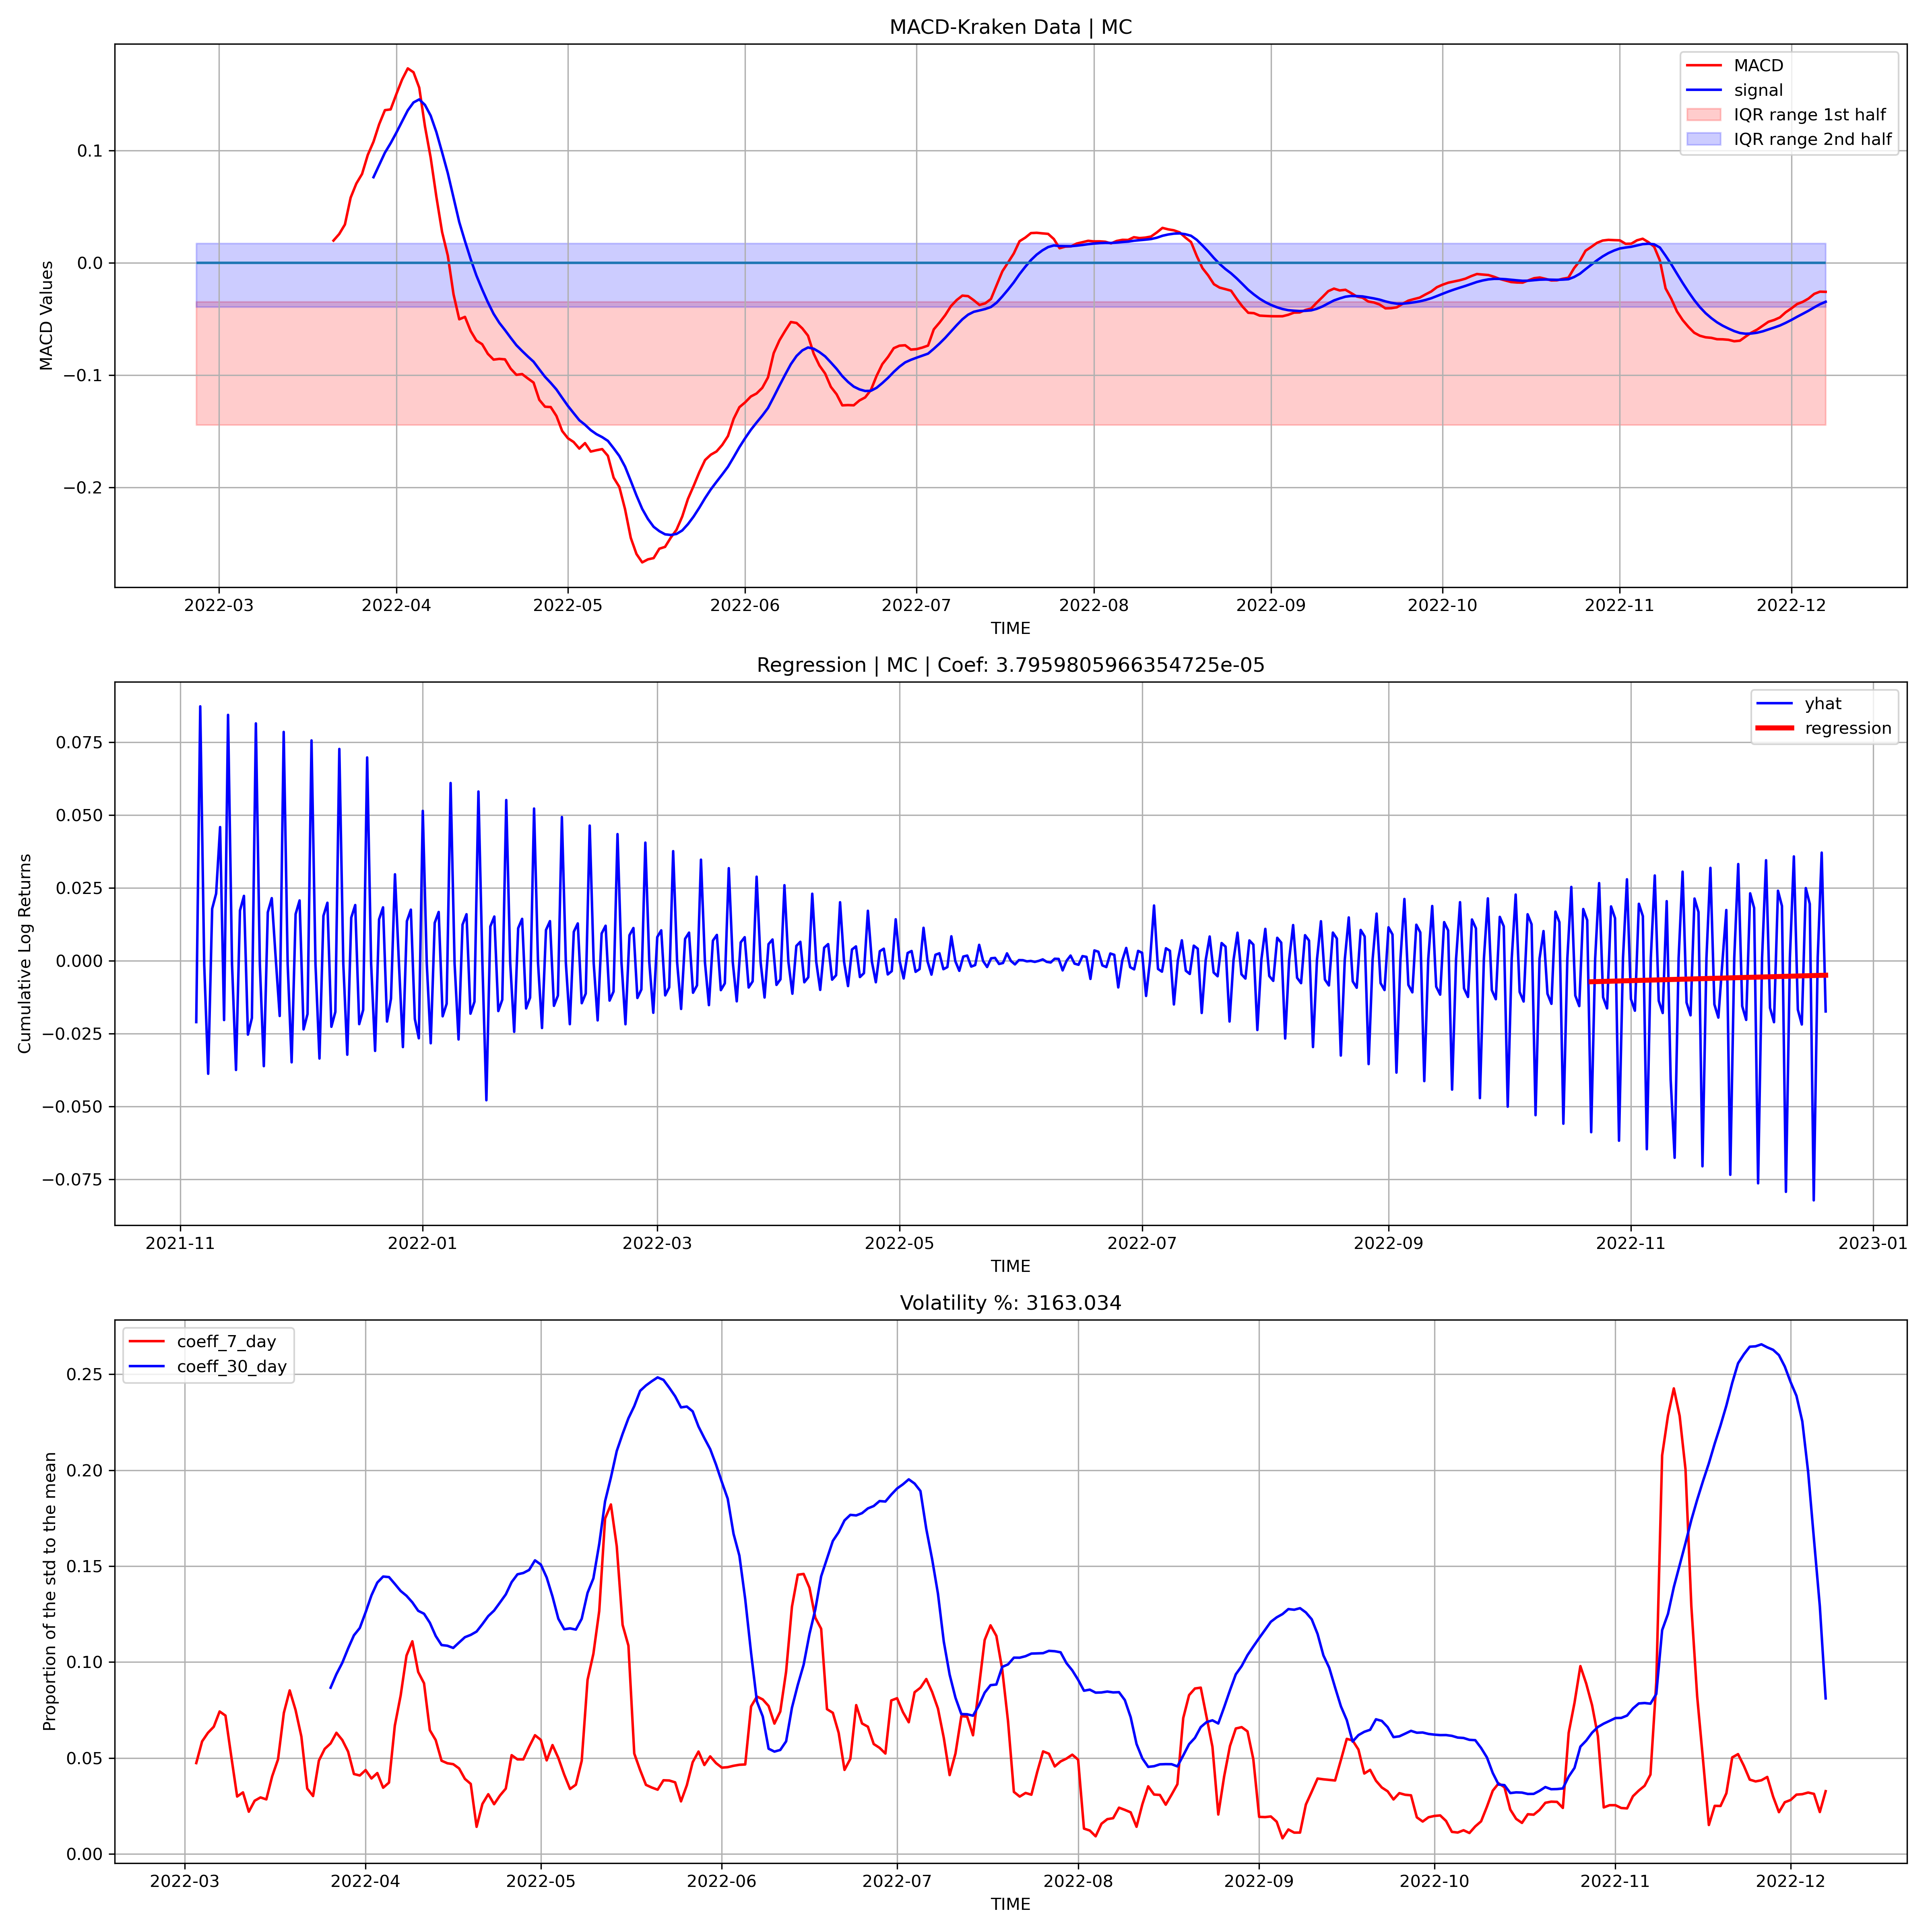 MACD-Kraken Data | MC
MACD
signal
IQR range 1st half
IQR range 2nd half
MACD Values
0.1
0.0
−0.1
−0.2
2022-03 2022-04 2022-05 2022-06 2022-07 2022-08 2022-09 2022-10 2022-11 2022-12
TIME
Regression | MC | Coef: 3.7959805966354725e-05
yhat
regression
Cumulative Log Returns
0.075
0.050
0.025
0.000
−0.025
−0.050
−0.075
2021-11 2022-01 2022-03 2022-05 2022-07 2022-09 2022-11 2023-01
TIME
Volatility %: 3163.034
coeff_7_day
coeff_30_day
Proportion of the std to the mean
0.25
0.20
0.15
0.10
0.05
0.00
2022-03 2022-04 2022-05 2022-06 2022-07 2022-08 2022-09 2022-10 2022-11 2022-12
TIME